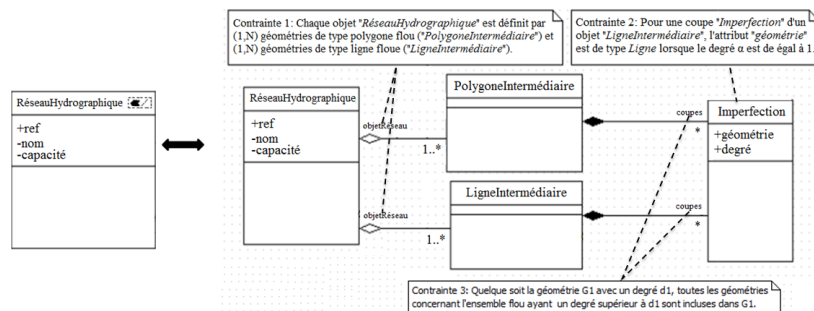 Contrainte 1: Chaque objet "RéseauHydrographique" est définit par
(1,N) géométries de type polygone flou ("PolygoneIntermédiaire") et
(1,N) géométries de type ligne floue ("LigneIntermédiaire").
Contrainte 2: Pour une coupe "Imperfection" d'un
objet "LigneIntermédiaire", l'attribut "géométrie"
est de type Ligne lorsque le degré α est de égal à 1.
RéseauHydrographique
+ref
-nom
-capacité
RéseauHydrographique
+ref
-nom
-capacité
objetRéseau
1..*
objetRéseau
1..*
PolygoneIntermédiaire
LigneIntermédiaire
coupes
*
coupes
*
Imperfection
+géométrie
+degré
Contrainte 3: Quelque soit la géométrie G1 avec un degré d1, toutes les géométries
concernant l'ensemble flou ayant un degré supérieur à d1 sont incluses dans G1.